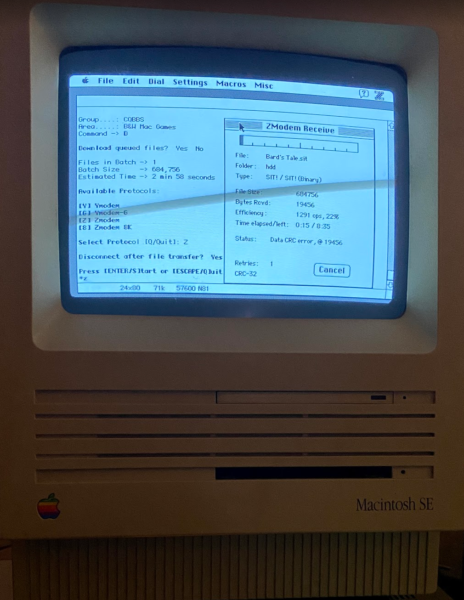 File Edit Dial Settings Macros Misc
Group....: CQBBS
Area.....: B&W Mac Games
Command -> D
Download queued files? Yes No
Files in Batch -> 1
Batch Size -> 604,756
Estimated Time -> 2 min 58 seconds
Available Protocols:
[Y] Ymodem
[G] Ymodem-G
[Z] Zmodem
[8] Zmodem 8K
Select Protocol [Q/Quit]: Z
Disconnect after file transfer? Yes
Press [ENTER/S]tart or [ESCAPE/Q]uit
24x80 71k 57600 N81
ZModem Receive
File: Bard's Tale.sit
Folder: hdd
Type: SIT! / SIT! (Binary)
File Size: 604756
Bytes Rcvd: 19456
Efficiency: 1291 cps, 22%
Time elapsed/left: 0:15 / 8:35
Status: Data CRC error, @ 19456
Retries: 1
CRC-32
Cancel
Macintosh SE